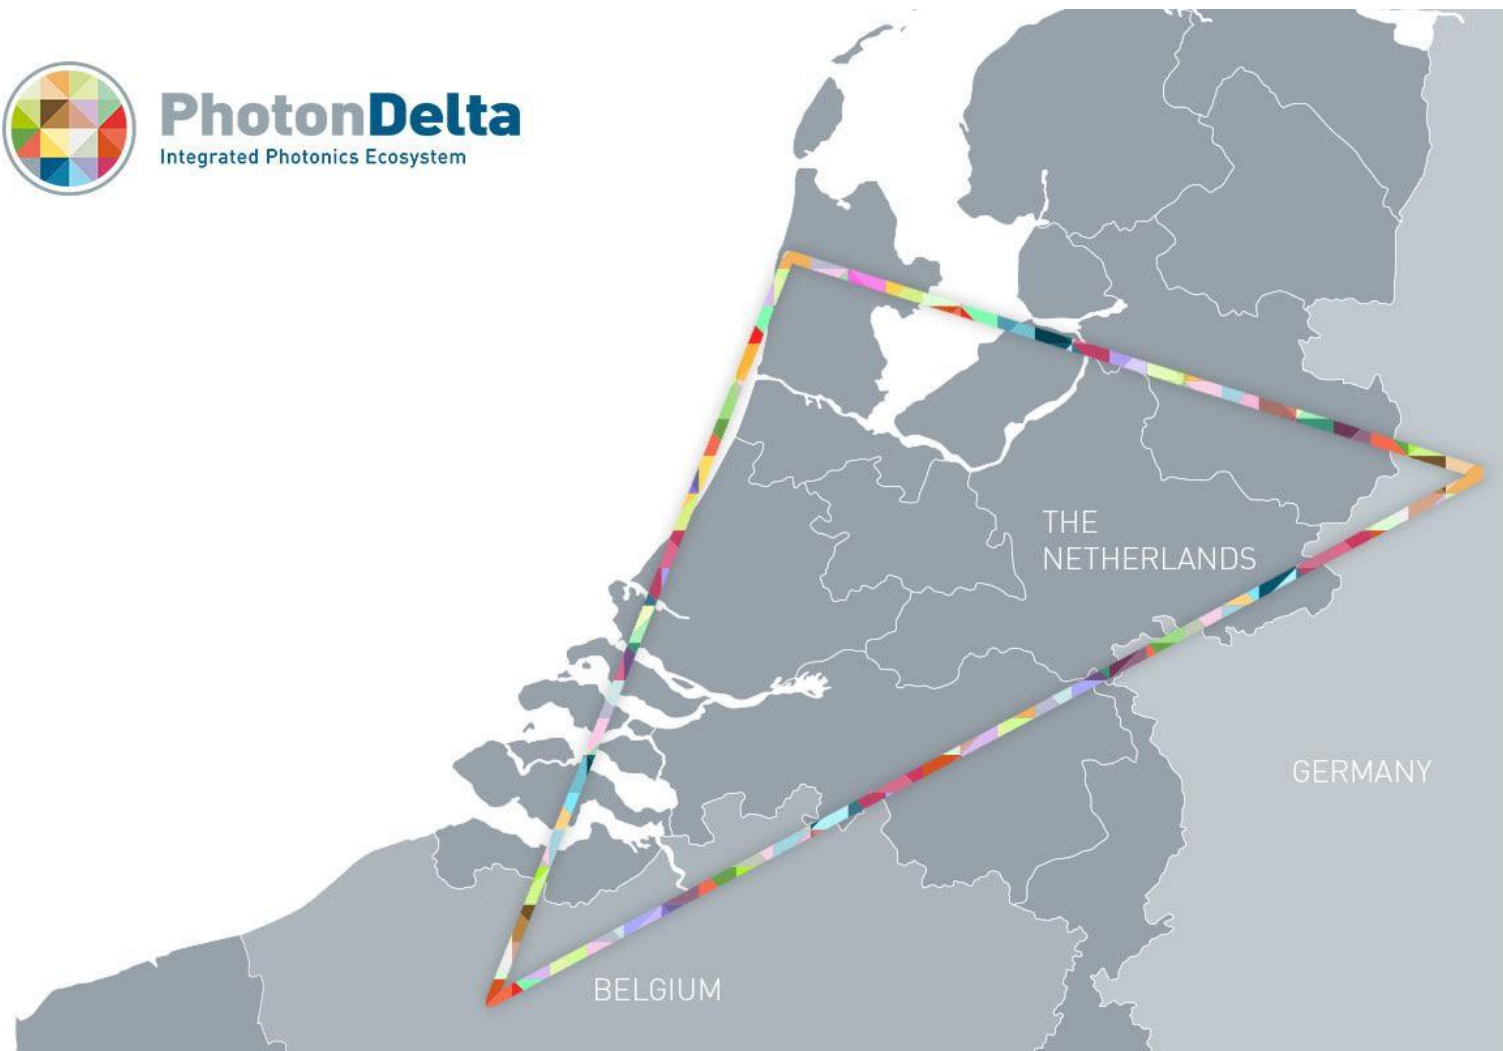 PhotonDelta
Integrated Photonics Ecosystem
THE
NETHERLANDS
GERMANY
BELGIUM